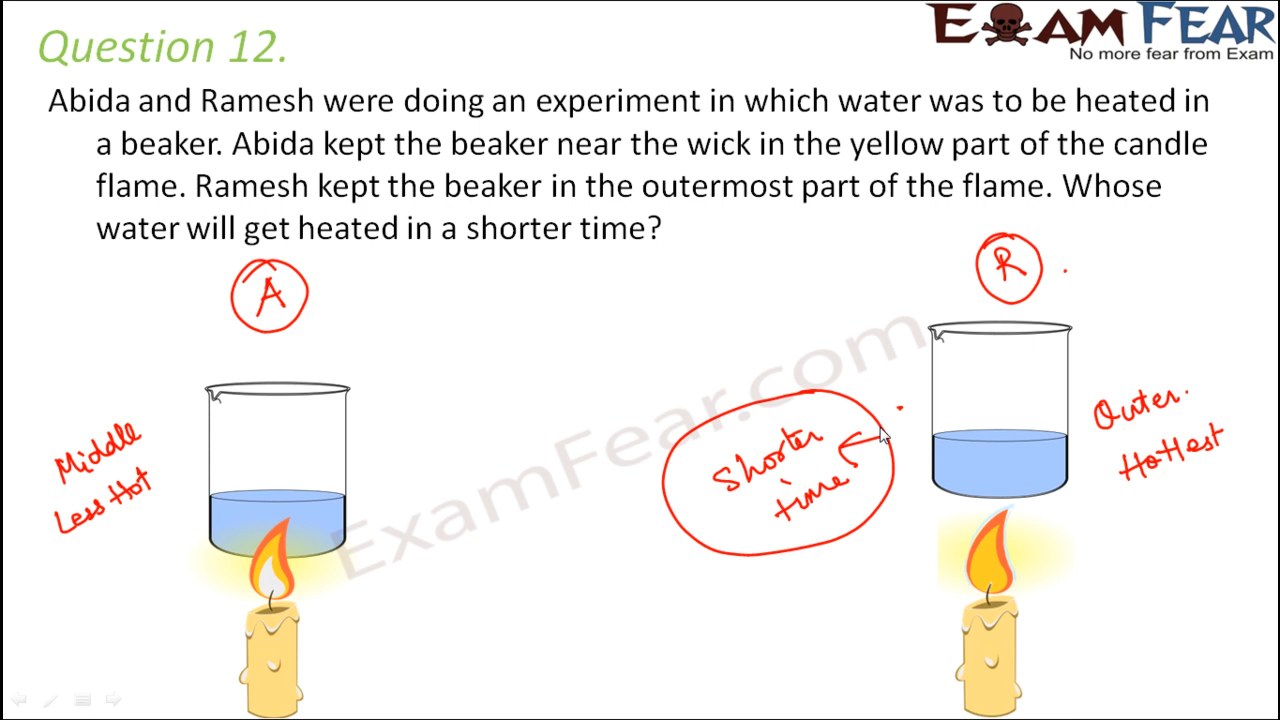 Question 12.
EXAM FEAR
No more fear from Exam
Abida and Ramesh were doing an experiment in which water was to be heated in
a beaker. Abida kept the beaker near the wick in the yellow part of the candle
flame. Ramesh kept the beaker in the outermost part of the flame. Whose
water will get heated in a shorter time?
A
R
Middle
Less Hot
ExamFear.com
Shorter
time
Outer.
Hottest